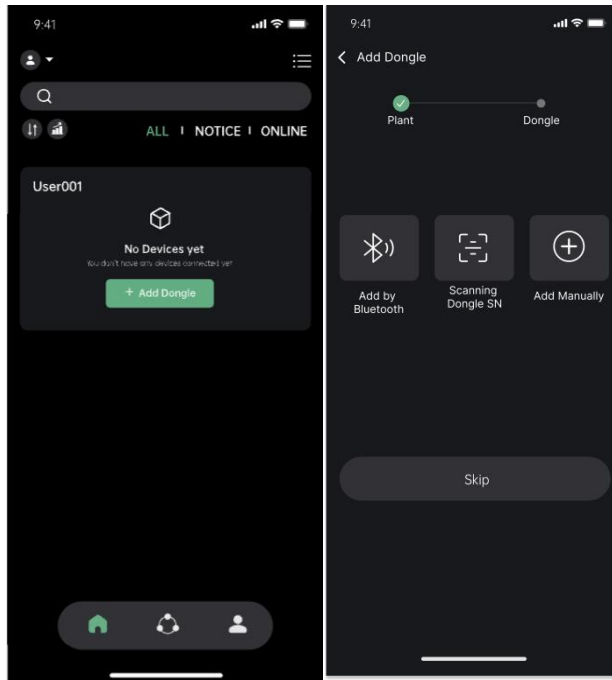 9:41
ALL I NOTICE I ONLINE
User001
No Devices yet
You don't have any devices connected yet
+ Add Dongle
9:41
Add Dongle
Plant
Dongle
Add by
Bluetooth
Scanning
Dongle SN
Add Manually
Skip